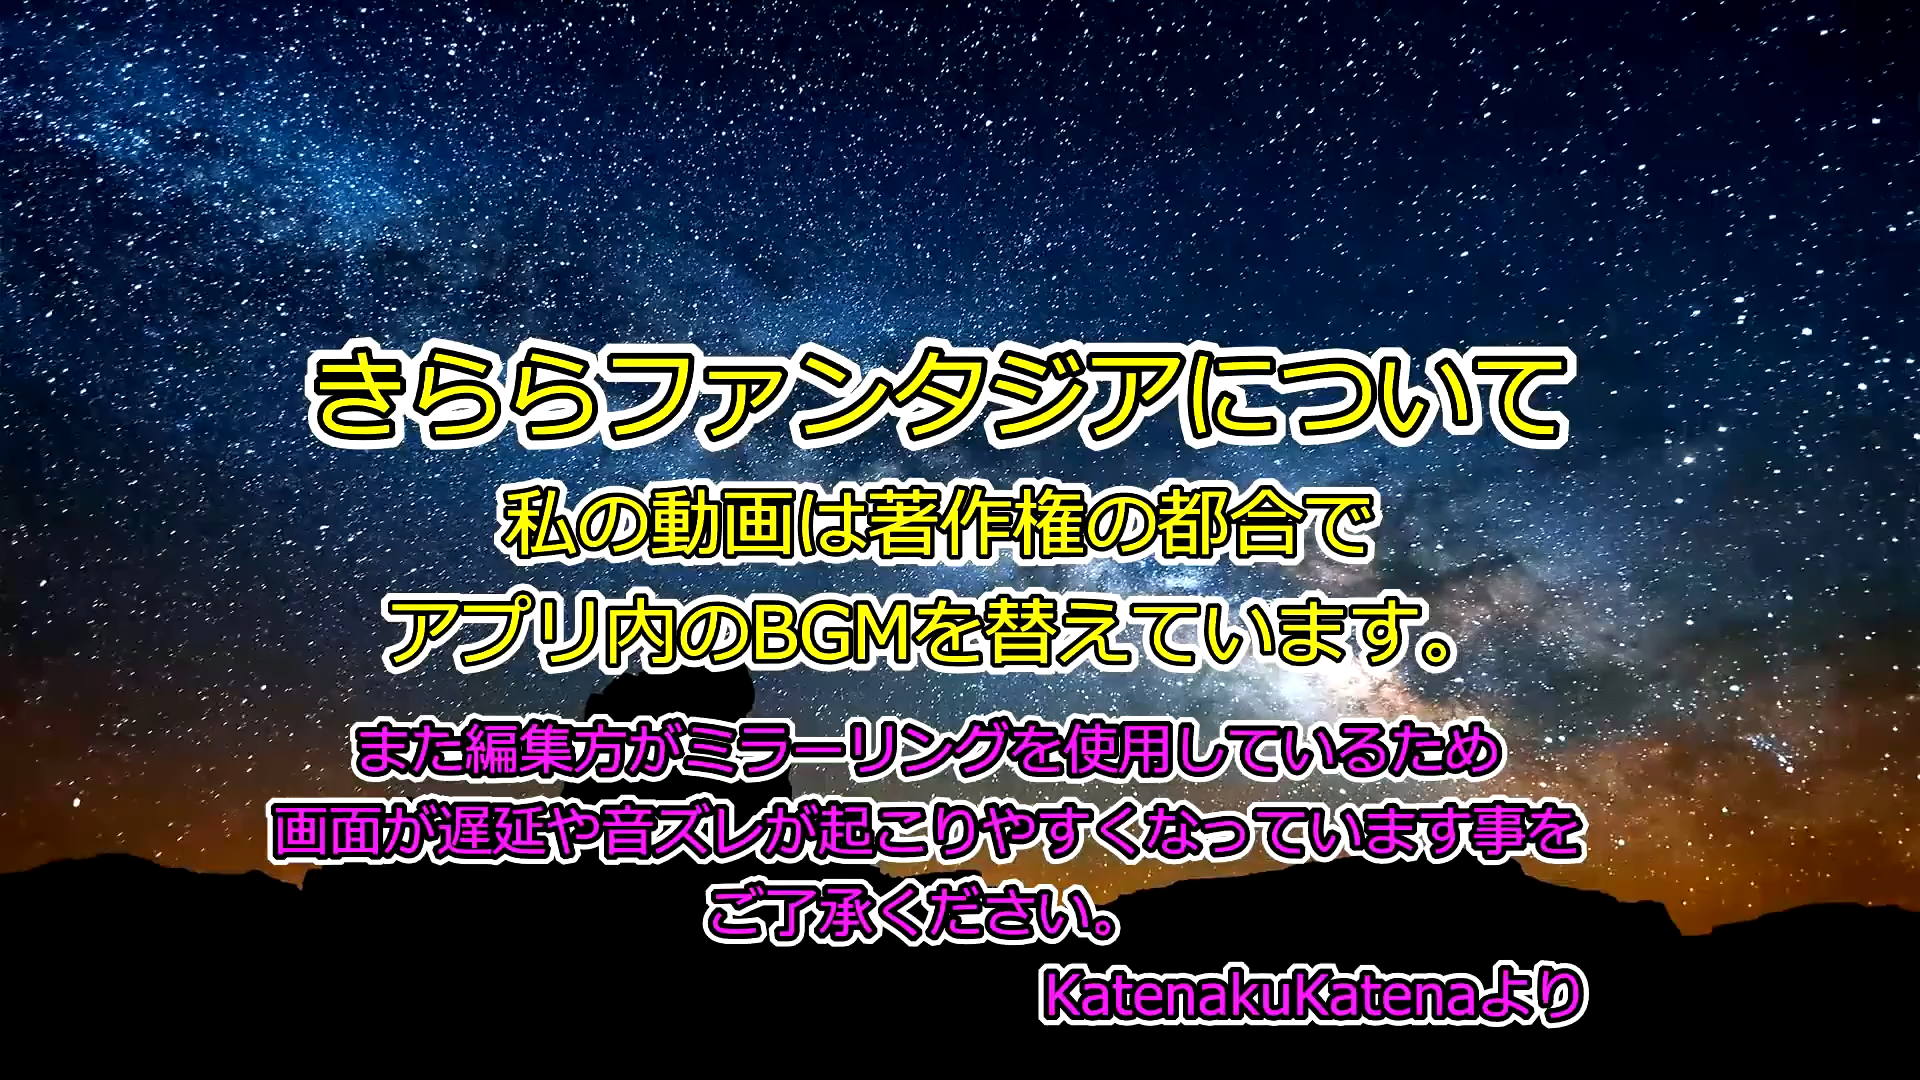 きららファンタジアについて
私の動画は著作権の都合で
アプリ内のBGMを替えています。
また編集方がミラーリングを使用しているため
画面が遅延や音ズレが起こりやすくなっています事を
ご了承ください。
KatenakuKatenaより